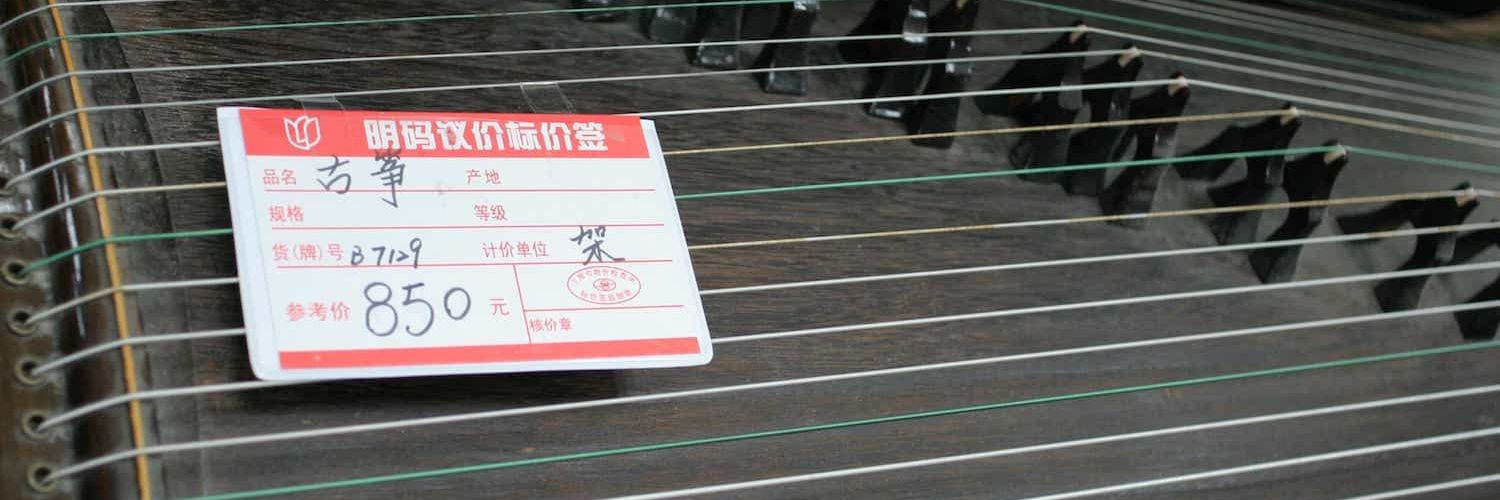 明码议价标价签
品名 古筝 产地
规格 等级
货(牌)号 B7129 计价单位 架
参考价 850 元
核价章